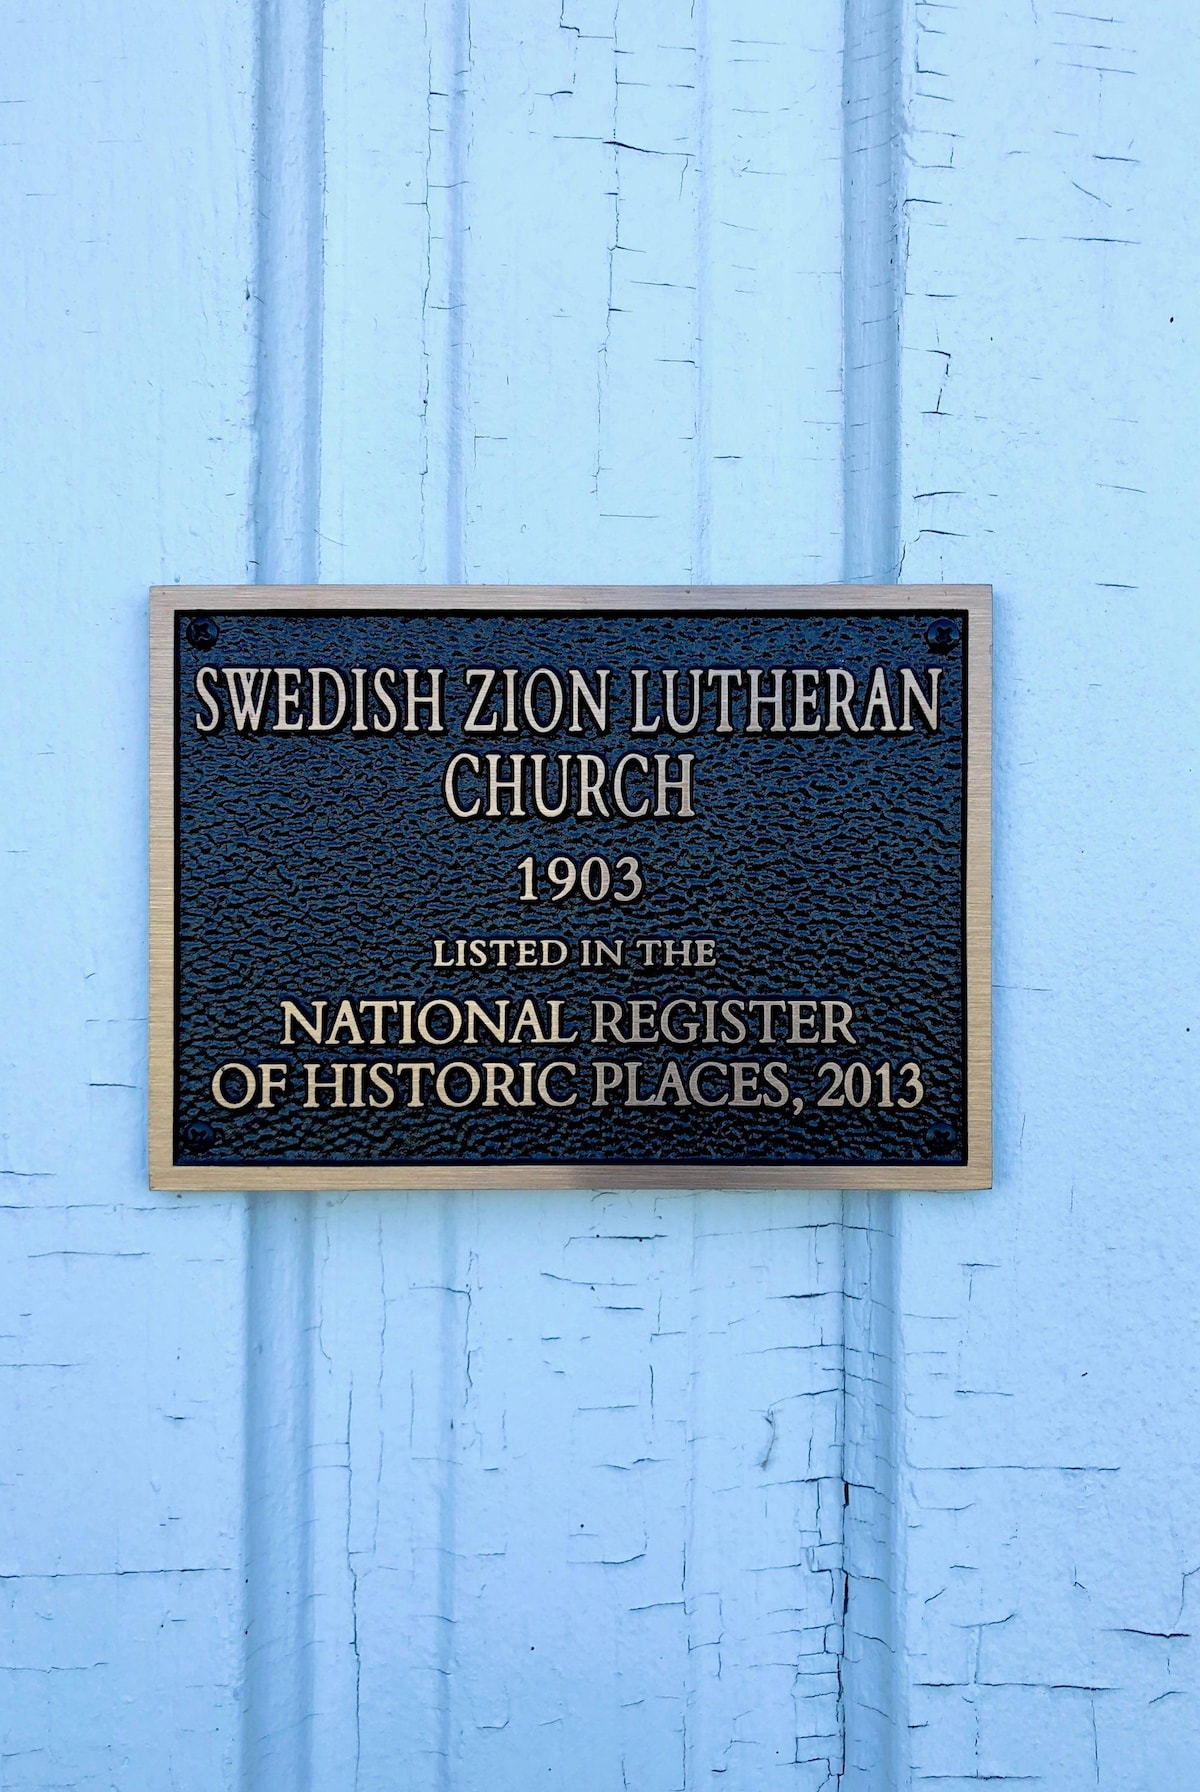 SWEDISH ZION LUTHERAN
CHURCH
1903
LISTED IN THE
NATIONAL REGISTER
OF HISTORIC PLACES, 2013